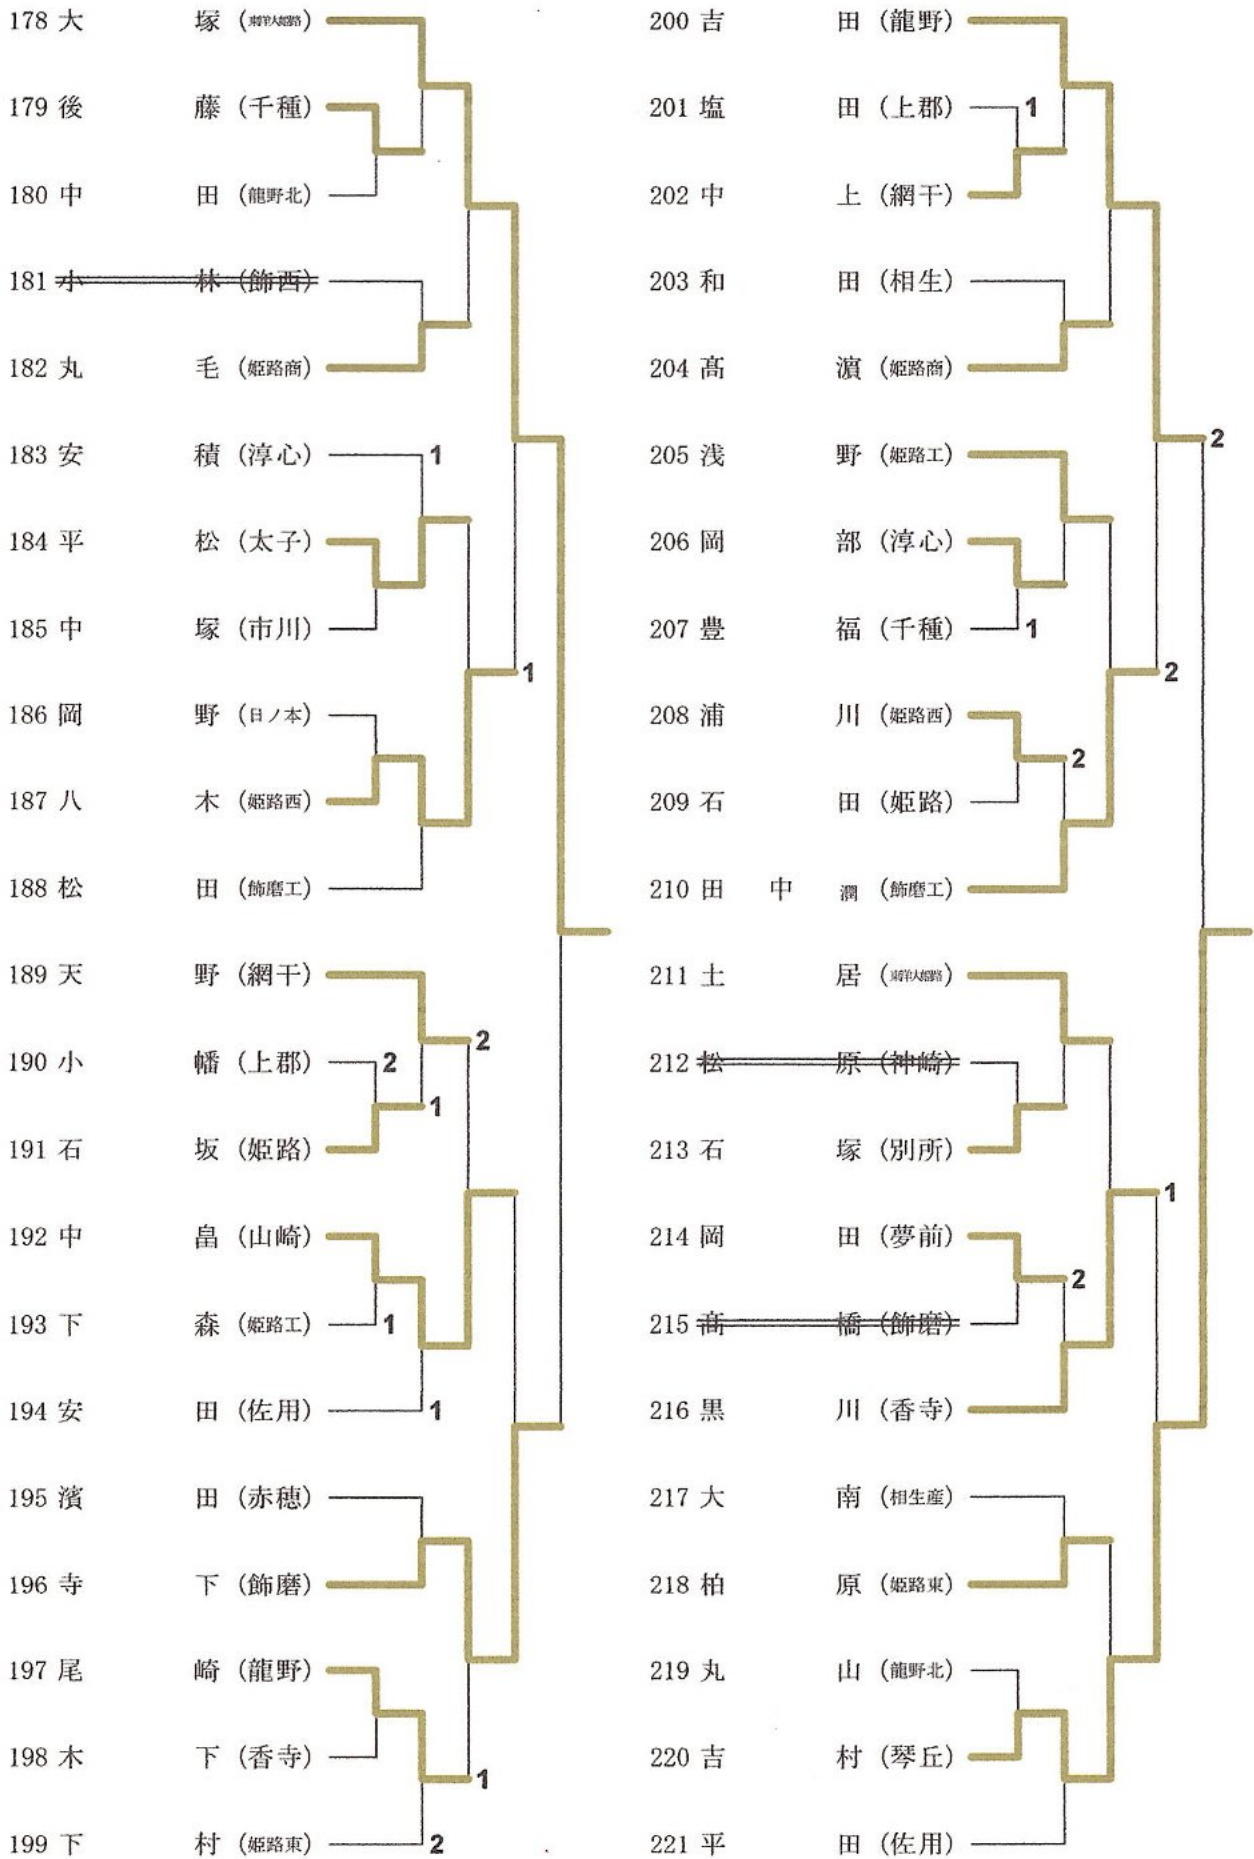 178 大塚 (東洋大姫路)
179 後藤 (千種)
180 中田 (龍野北)
181 小林 (飾西)
182 丸毛 (姫路商)
183 安積 (淳心) 1
184 平松 (太子)
185 中塚 (市川)
1
186 岡野 (日ノ本)
187 八木 (姫路西)
188 松田 (飾磨工)
189 天野 (網干)
2
190 小幡 (上郡) 2
1
191 石坂 (姫路)
192 中畠 (山崎)
193 下森 (姫路工) 1
194 安田 (佐用) 1
195 濱田 (赤穂)
196 寺下 (飾磨)
197 尾崎 (龍野)
198 木下 (香寺)
1
199 下村 (姫路東) 2
200 吉田 (龍野)
201 塩田 (上郡) 1
202 中上 (網干)
203 和田 (相生)
204 髙濵 (姫路商)
2
205 浅野 (姫路工)
206 岡部 (淳心)
207 豊福 (千種) 1
2
208 浦川 (姫路西)
2
209 石田 (姫路)
210 田中潤 (飾磨工)
211 土居 (東洋大姫路)
212 松原 (神崎)
213 石塚 (別所)
1
214 岡田 (夢前)
2
215 髙橋 (飾磨)
216 黒川 (香寺)
217 大南 (相生産)
218 柏原 (姫路東)
219 丸山 (龍野北)
220 吉村 (琴丘)
221 平田 (佐用)